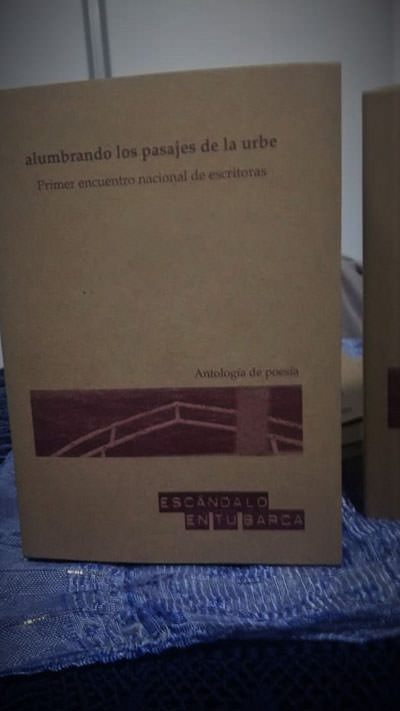 alumbrando los pasajes de la urbe
Primer encuentro nacional de escritoras
Antología de poesía
ESCÁNDALO
EN TU BARCA